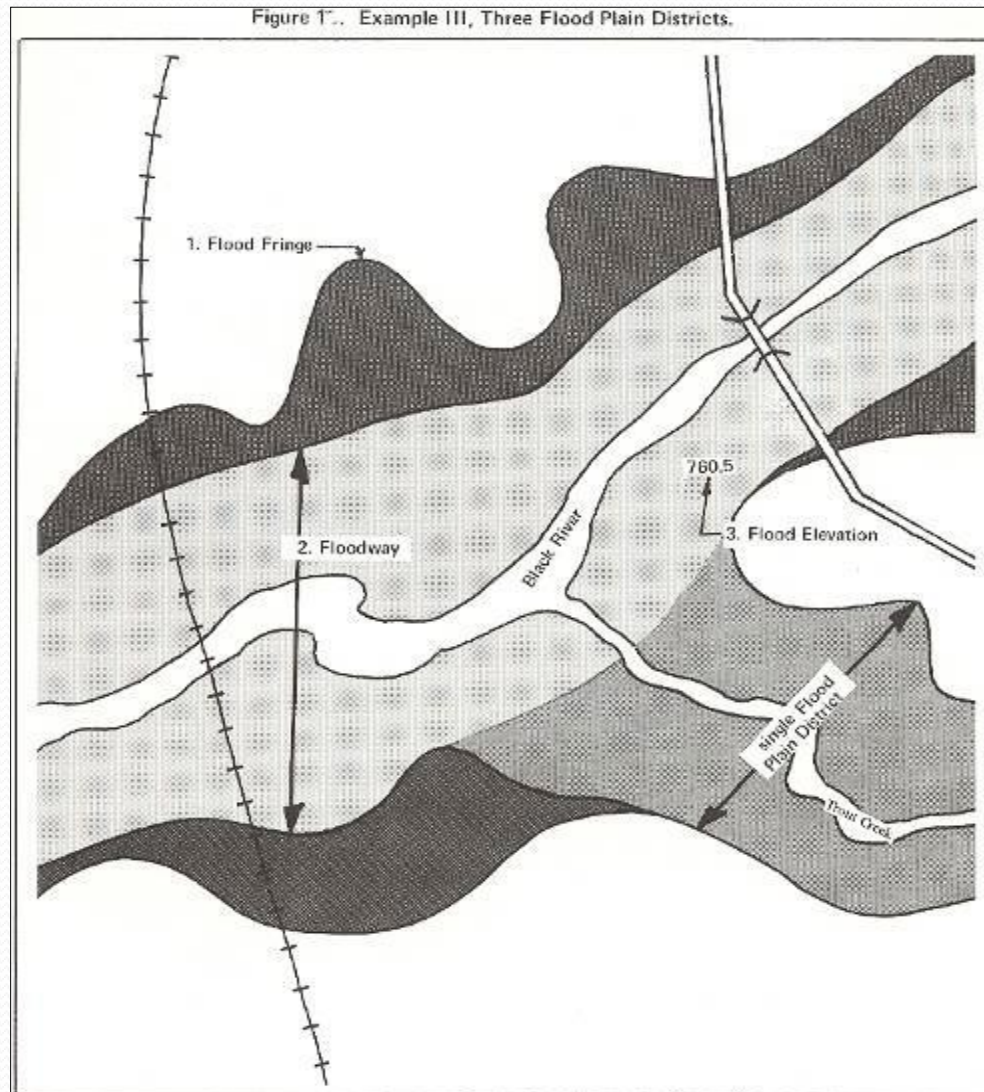 Figure 1 .. Example III, Three Flood Plain Districts.
1. Flood Fringe
760.5
3. Flood Elevation
2. Floodway
Black River
single Flood
Plain District
Trout Creek